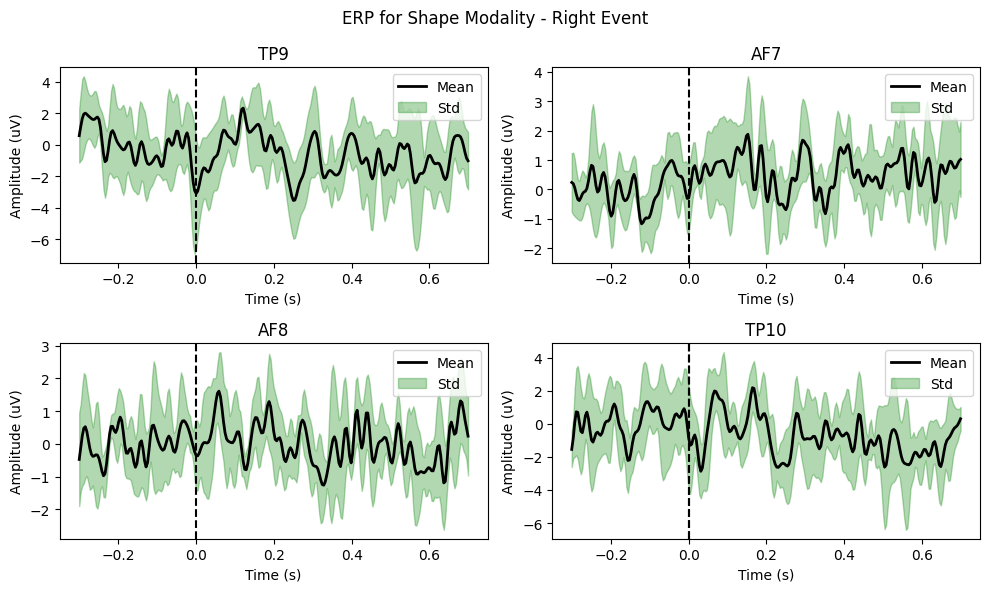 ERP for Shape Modality - Right Event
TP9
Amplitude (uV)
4
2
0
−2
−4
−6
Mean
Std
−0.2
0.0
0.2
0.4
0.6
Time (s)
AF7
Amplitude (uV)
4
3
2
1
0
−1
−2
Mean
Std
−0.2
0.0
0.2
0.4
0.6
Time (s)
AF8
Amplitude (uV)
3
2
1
0
−1
−2
Mean
Std
−0.2
0.0
0.2
0.4
0.6
Time (s)
TP10
Amplitude (uV)
4
2
0
−2
−4
−6
Mean
Std
−0.2
0.0
0.2
0.4
0.6
Time (s)